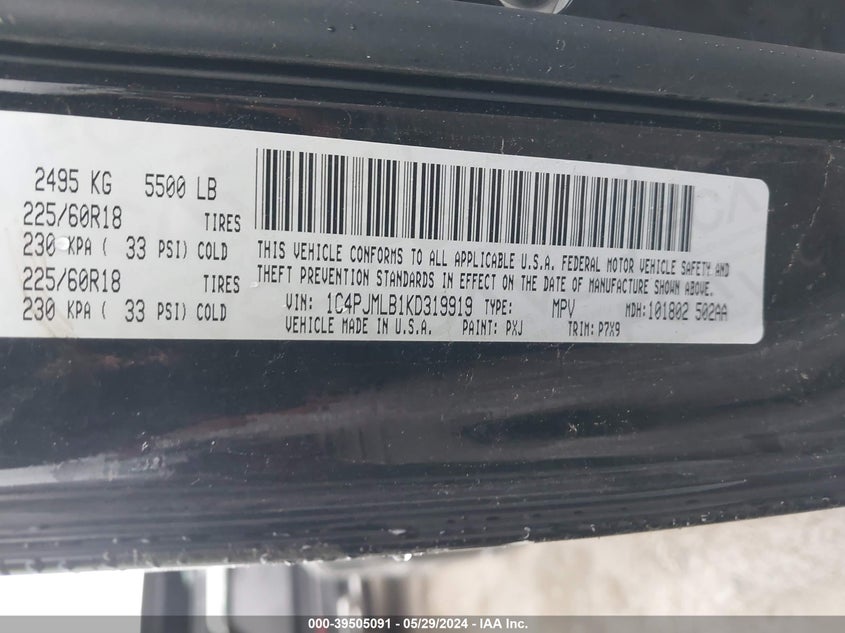 2495 KG 5500 LB
225/60R18 TIRES
230 KPA ( 33 PSI) COLD
225/60R18 TIRES
230 KPA ( 33 PSI) COLD
THIS VEHICLE CONFORMS TO ALL APPLICABLE U.S.A. FEDERAL MOTOR VEHICLE SAFETY AND
THEFT PREVENTION STANDARDS IN EFFECT ON THE DATE OF MANUFACTURE SHOWN ABOVE.
VIN: 1C4PJMLB1KD319919 TYPE: MPV MDH:101802 502AA
VEHICLE MADE IN U.S.A. PAINT: PXJ TRIM: P7X9
000-39505091 - 05/29/2024 - IAA Inc.